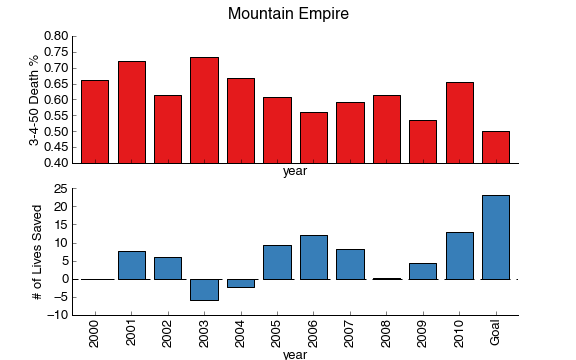 Mountain Empire
3-4-50 Death %
0.80
0.75
0.70
0.65
0.60
0.55
0.50
0.45
0.40
year
# of Lives Saved
25
20
15
10
5
0
−5
−10
2000 2001 2002 2003 2004 2005 2006 2007 2008 2009 2010 Goal
year